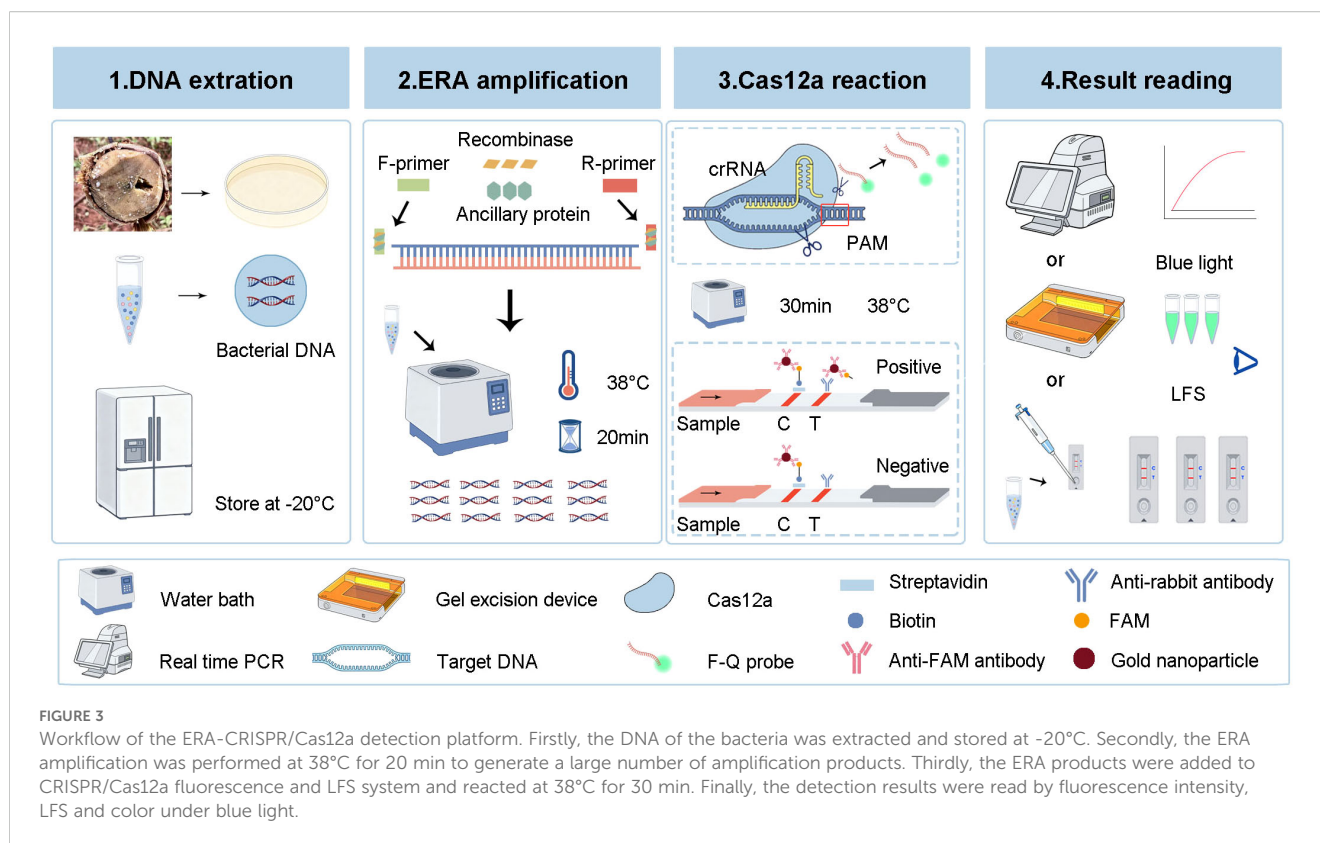 1.DNA extration
2.ERA amplification
3.Cas12a reaction
4.Result reading
Bacterial DNA
Store at -20°C
Recombinase
F-primer
R-primer
Ancillary protein
38°C
20min
crRNA
PAM
30min 38°C
Positive
Sample C T
Negative
Sample C T
or
Blue light
or
LFS
C
T
C
T
C
T
Water bath
Gel excision device
Cas12a
Streptavidin
Anti-rabbit antibody
Biotin
FAM
Real time PCR
Target DNA
F-Q probe
Anti-FAM antibody
Gold nanoparticle
FIGURE 3
Workflow of the ERA-CRISPR/Cas12a detection platform. Firstly, the DNA of the bacteria was extracted and stored at -20°C. Secondly, the ERA
amplification was performed at 38°C for 20 min to generate a large number of amplification products. Thirdly, the ERA products were added to
CRISPR/Cas12a fluorescence and LFS system and reacted at 38°C for 30 min. Finally, the detection results were read by fluorescence intensity,
LFS and color under blue light.